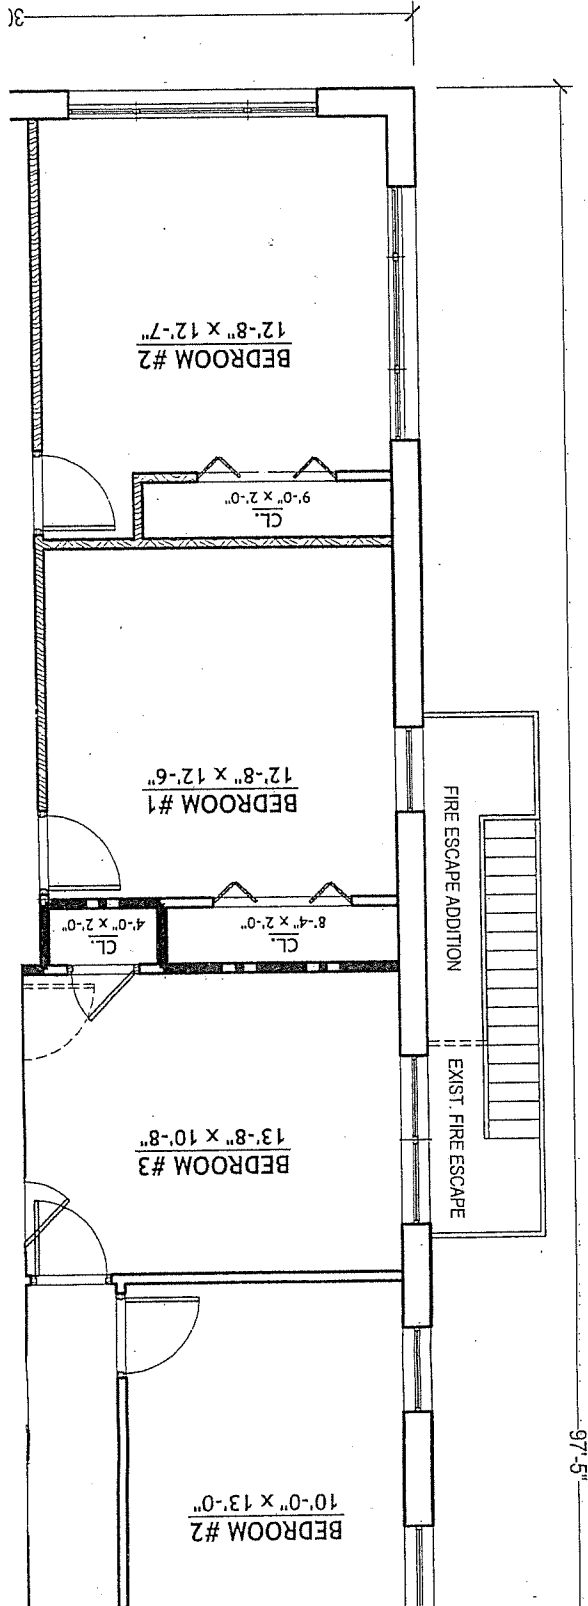 30
BEDROOM #2
12'-8" x 12'-7"
CL.
9'-0" x 2'-0"
BEDROOM #1
12'-8" x 12'-6"
CL.
4'-0" x 2'-0"
CL.
8'-4" x 2'-0"
FIRE ESCAPE ADDITION
EXIST. FIRE ESCAPE
BEDROOM #3
13'-8" x 10'-8"
BEDROOM #2
10'-0" x 13'-0"
97'-5"